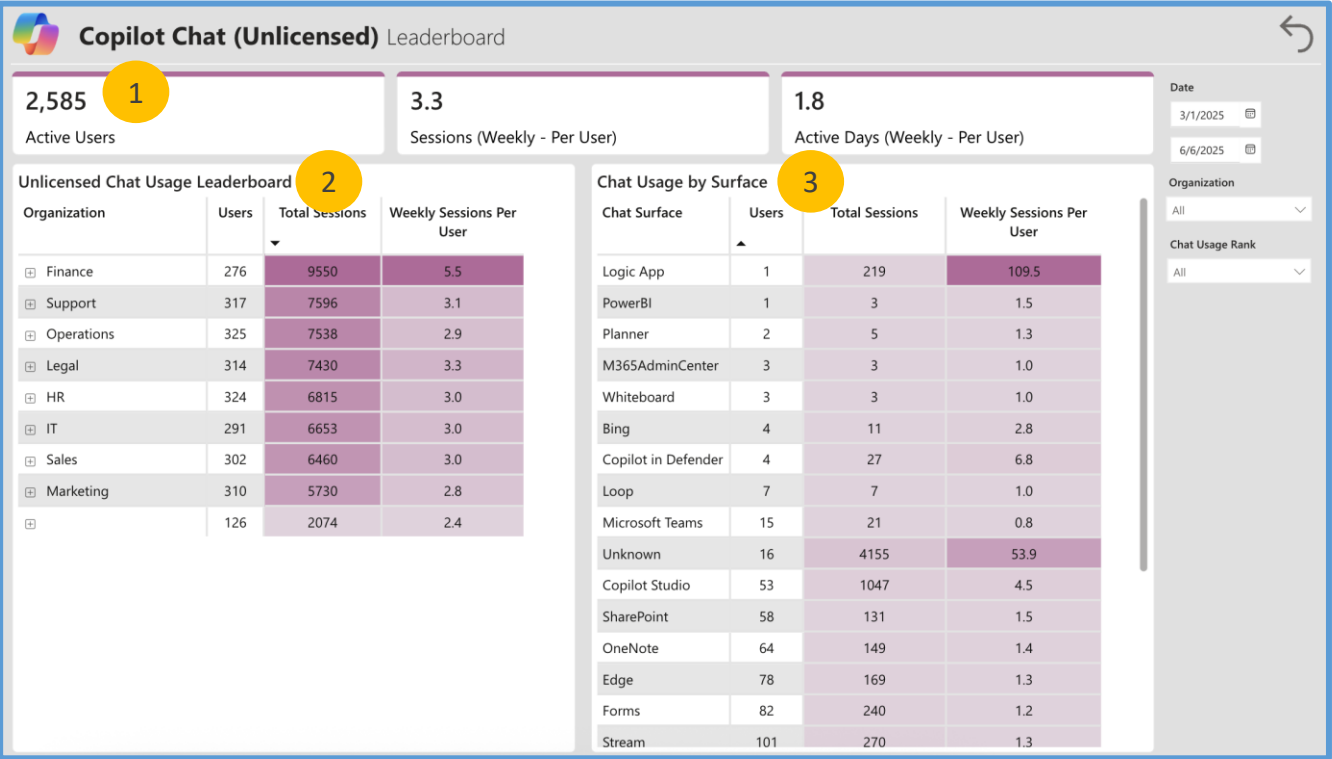 Copilot Chat (Unlicensed) Leaderboard
2,585
1
Active Users
3.3
Sessions (Weekly - Per User)
1.8
Active Days (Weekly - Per User)
Date
3/1/2025
6/6/2025
Organization
All
Chat Usage Rank
All
Unlicensed Chat Usage Leaderboard
2
Organization Users Total Sessions Weekly Sessions Per User
Finance 276 9550 5.5
Support 317 7596 3.1
Operations 325 7538 2.9
Legal 314 7430 3.3
HR 324 6815 3.0
IT 291 6653 3.0
Sales 302 6460 3.0
Marketing 310 5730 2.8
126 2074 2.4
Chat Usage by Surface
3
Chat Surface Users Total Sessions Weekly Sessions Per User
Logic App 1 219 109.5
PowerBI 1 3 1.5
Planner 2 5 1.3
M365AdminCenter 3 3 1.0
Whiteboard 3 3 1.0
Bing 4 11 2.8
Copilot in Defender 4 27 6.8
Loop 7 7 1.0
Microsoft Teams 15 21 0.8
Unknown 16 4155 53.9
Copilot Studio 53 1047 4.5
SharePoint 58 131 1.5
OneNote 64 149 1.4
Edge 78 169 1.3
Forms 82 240 1.2
Stream 101 270 1.3